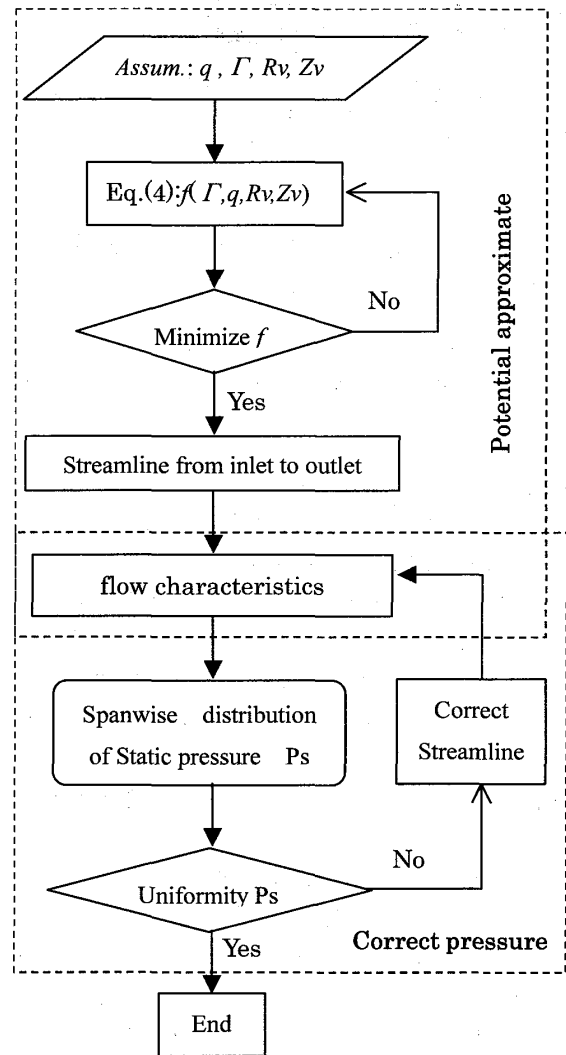 Assum.: q , Γ, Rv, Zv
Eq.(4):f( Γ,q,Rv,Zv)
No
Minimize f
Yes
Potential approximate
Streamline from inlet to outlet
flow characteristics
Spanwise distribution
of Static pressure Ps
Correct
Streamline
No
Uniformity Ps
Yes
Correct pressure
End